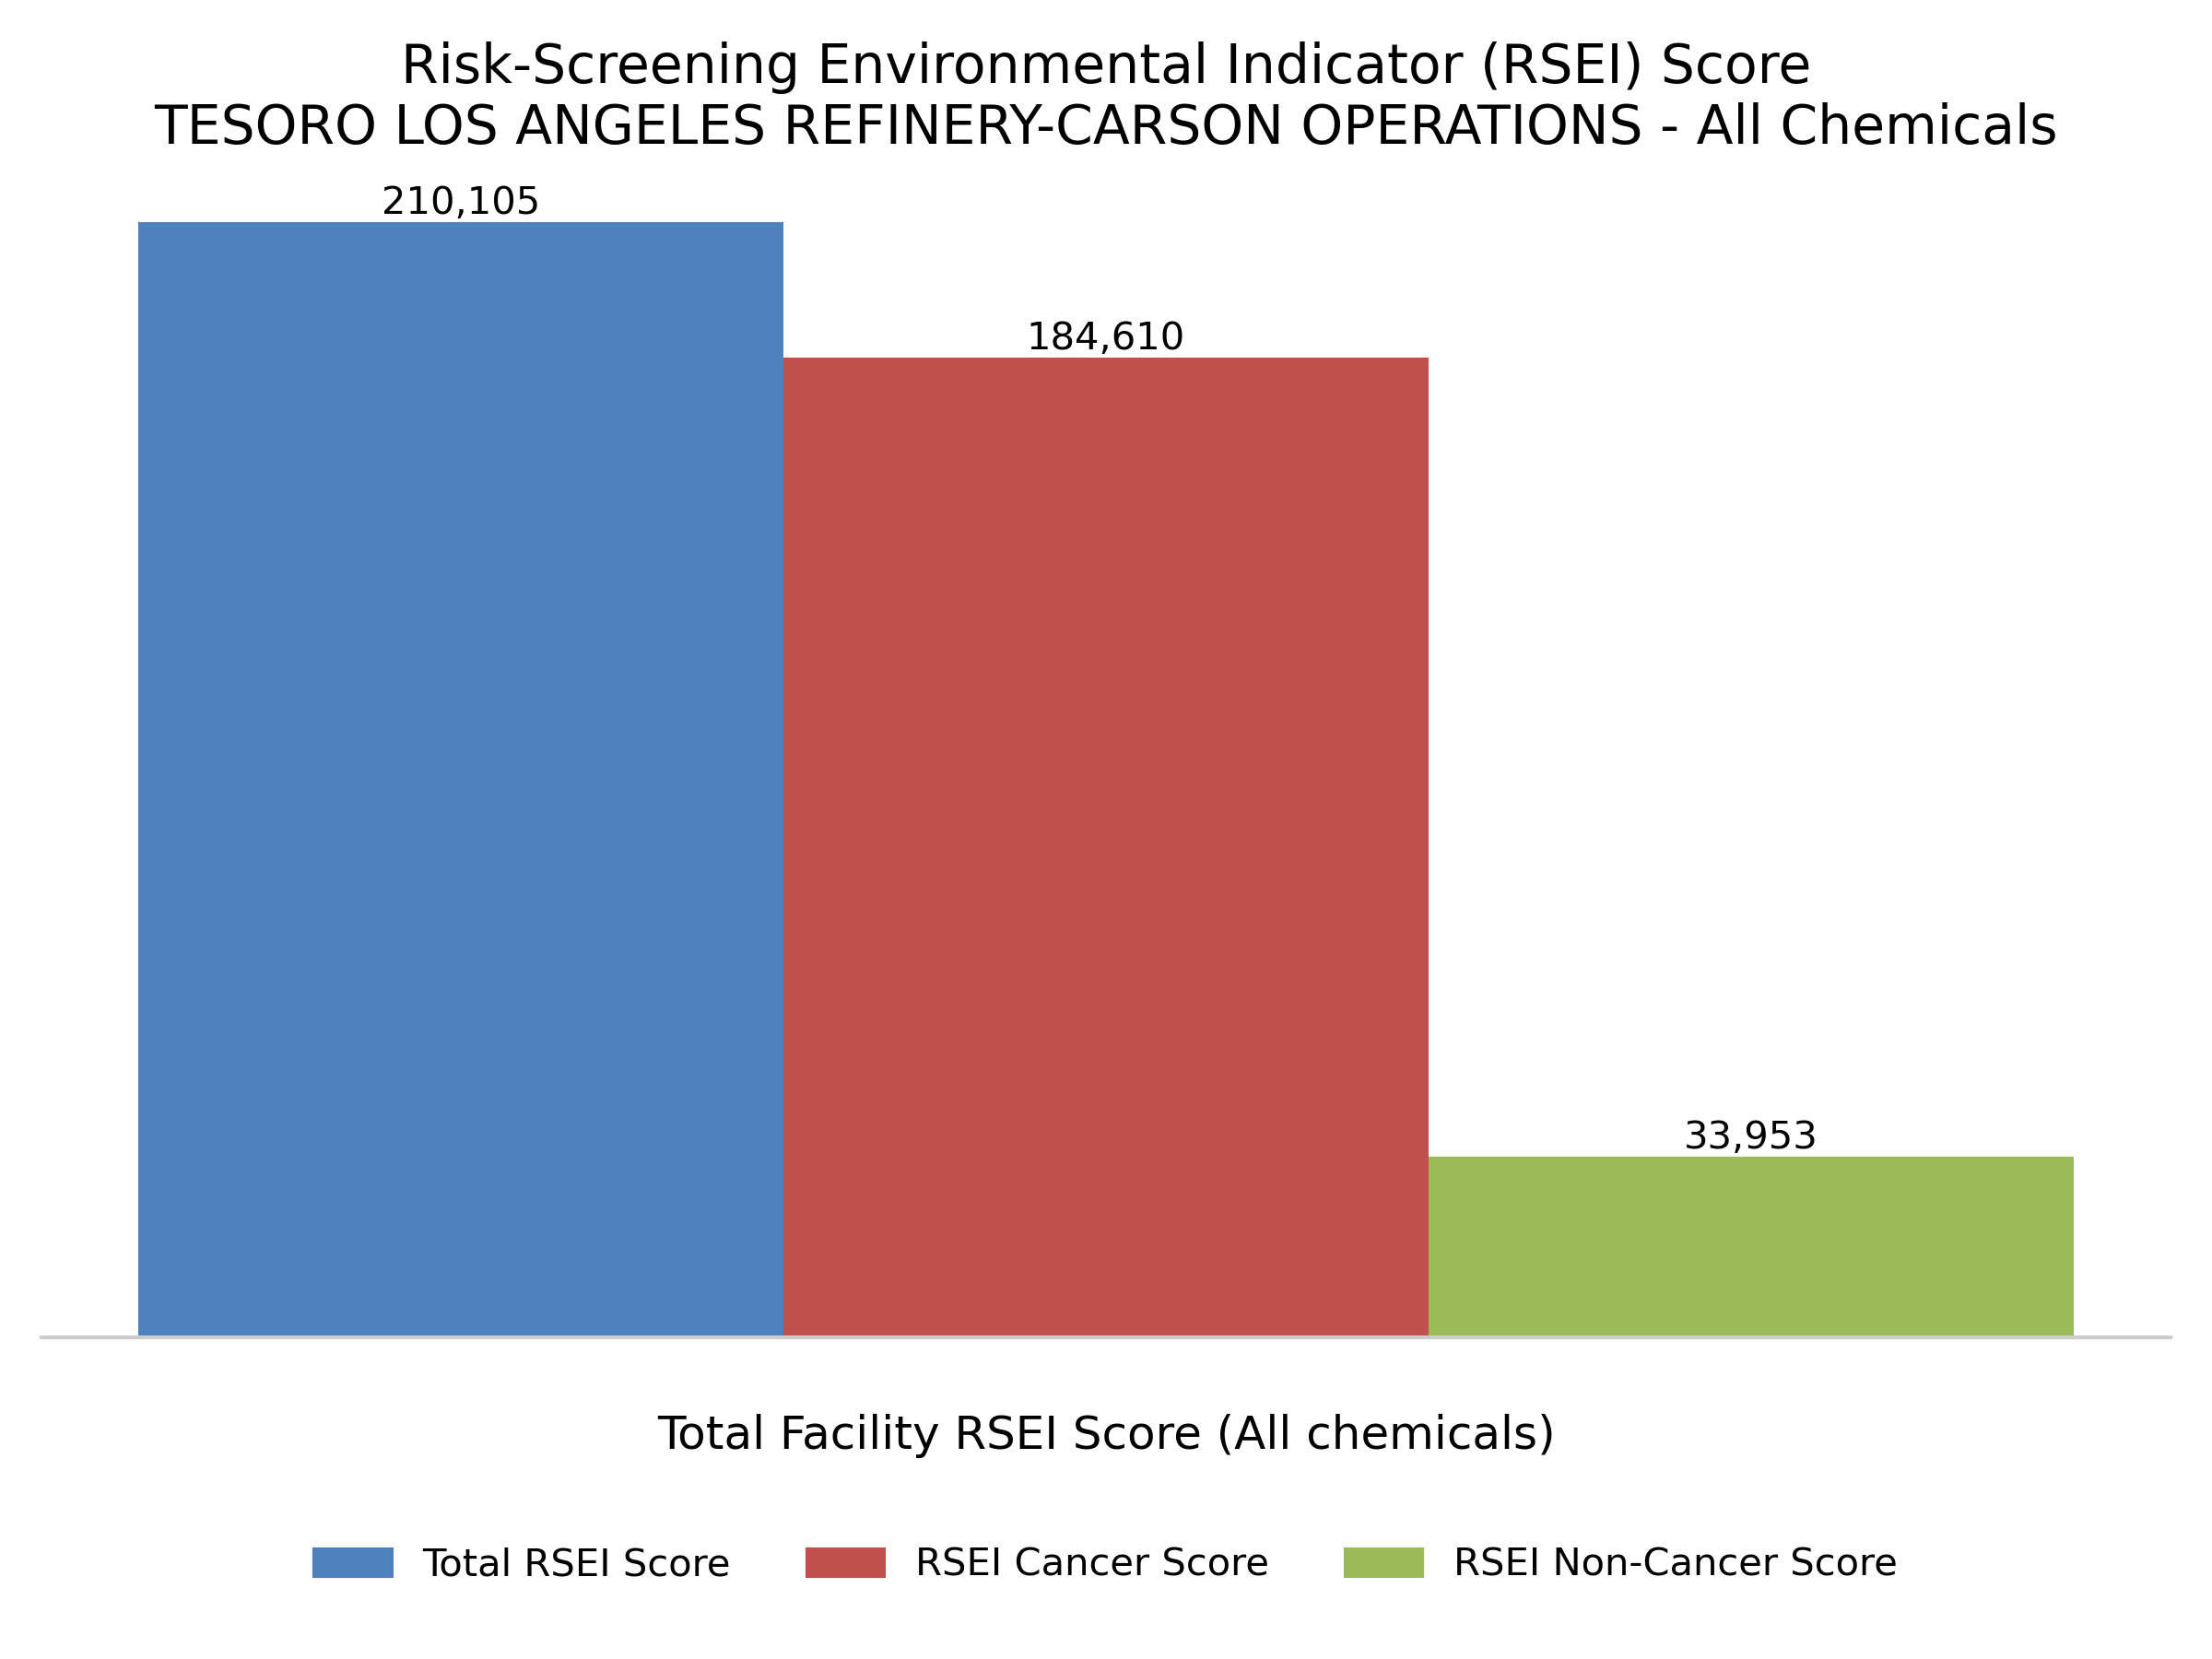 Risk-Screening Environmental Indicator (RSEI) Score
TESORO LOS ANGELES REFINERY-CARSON OPERATIONS - All Chemicals
210,105
184,610
33,953
Total Facility RSEI Score (All chemicals)
Total RSEI Score
RSEI Cancer Score
RSEI Non-Cancer Score